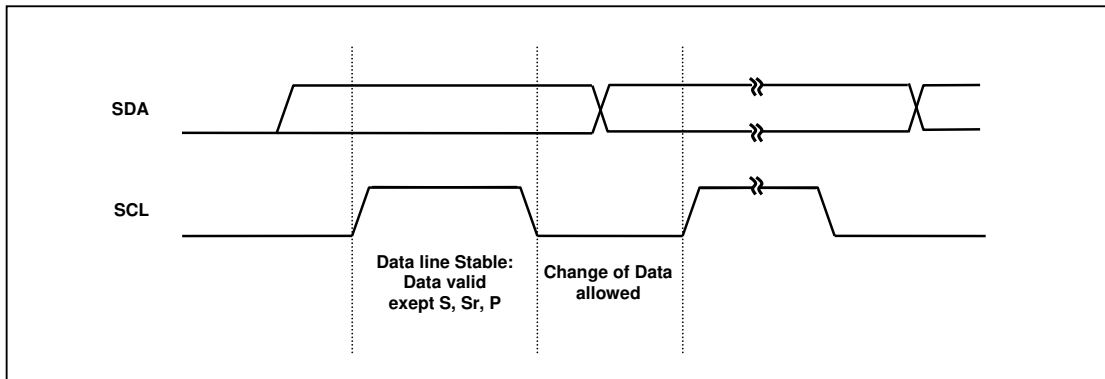 SDA
SCL
Data line Stable:
Data valid
exept S, Sr, P
Change of Data
allowed